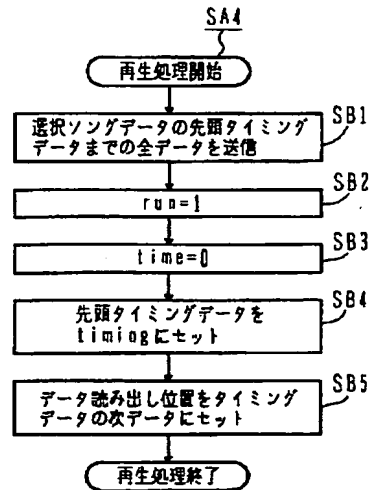 SA4
再生処理開始
SB1
選択ソングデータの先頭タイミング
データまでの全データを送信
SB2
run=1
SB3
time=0
SB4
先頭タイミングデータを
timingにセット
SB5
データ読み出し位置をタイミング
データの次データにセット
再生処理終了